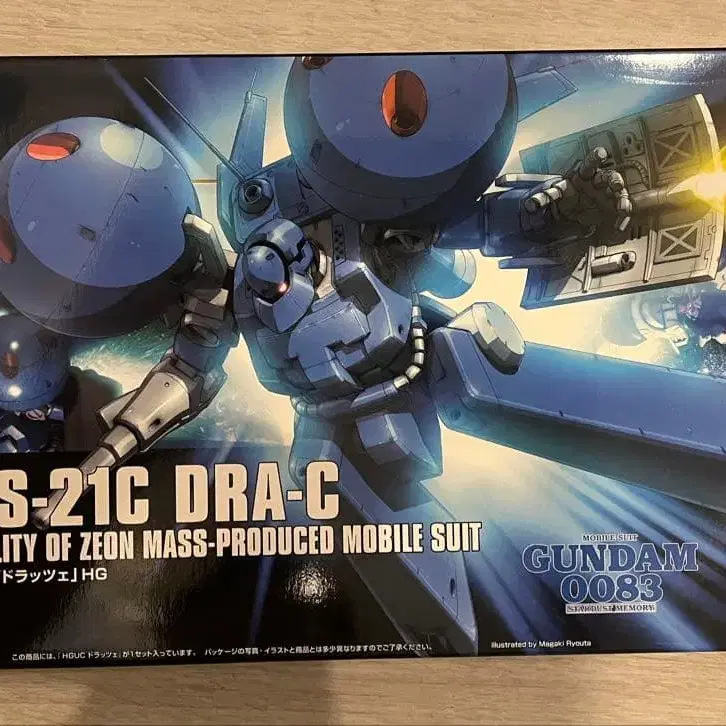 S-21C DRA-C
LITY OF ZEON MASS-PRODUCED MOBILE SUIT
ドラッツェ」HG
MOBILE SUIT
GUNDAM
0083
STARDUST MEMORY
この商品には、「HGUC ドラッツェ」が1セット入っています。 パッケージの写真・イラストと商品とは多少異なりますのでご了承ください。
Illustrated by Magaki Ryouta